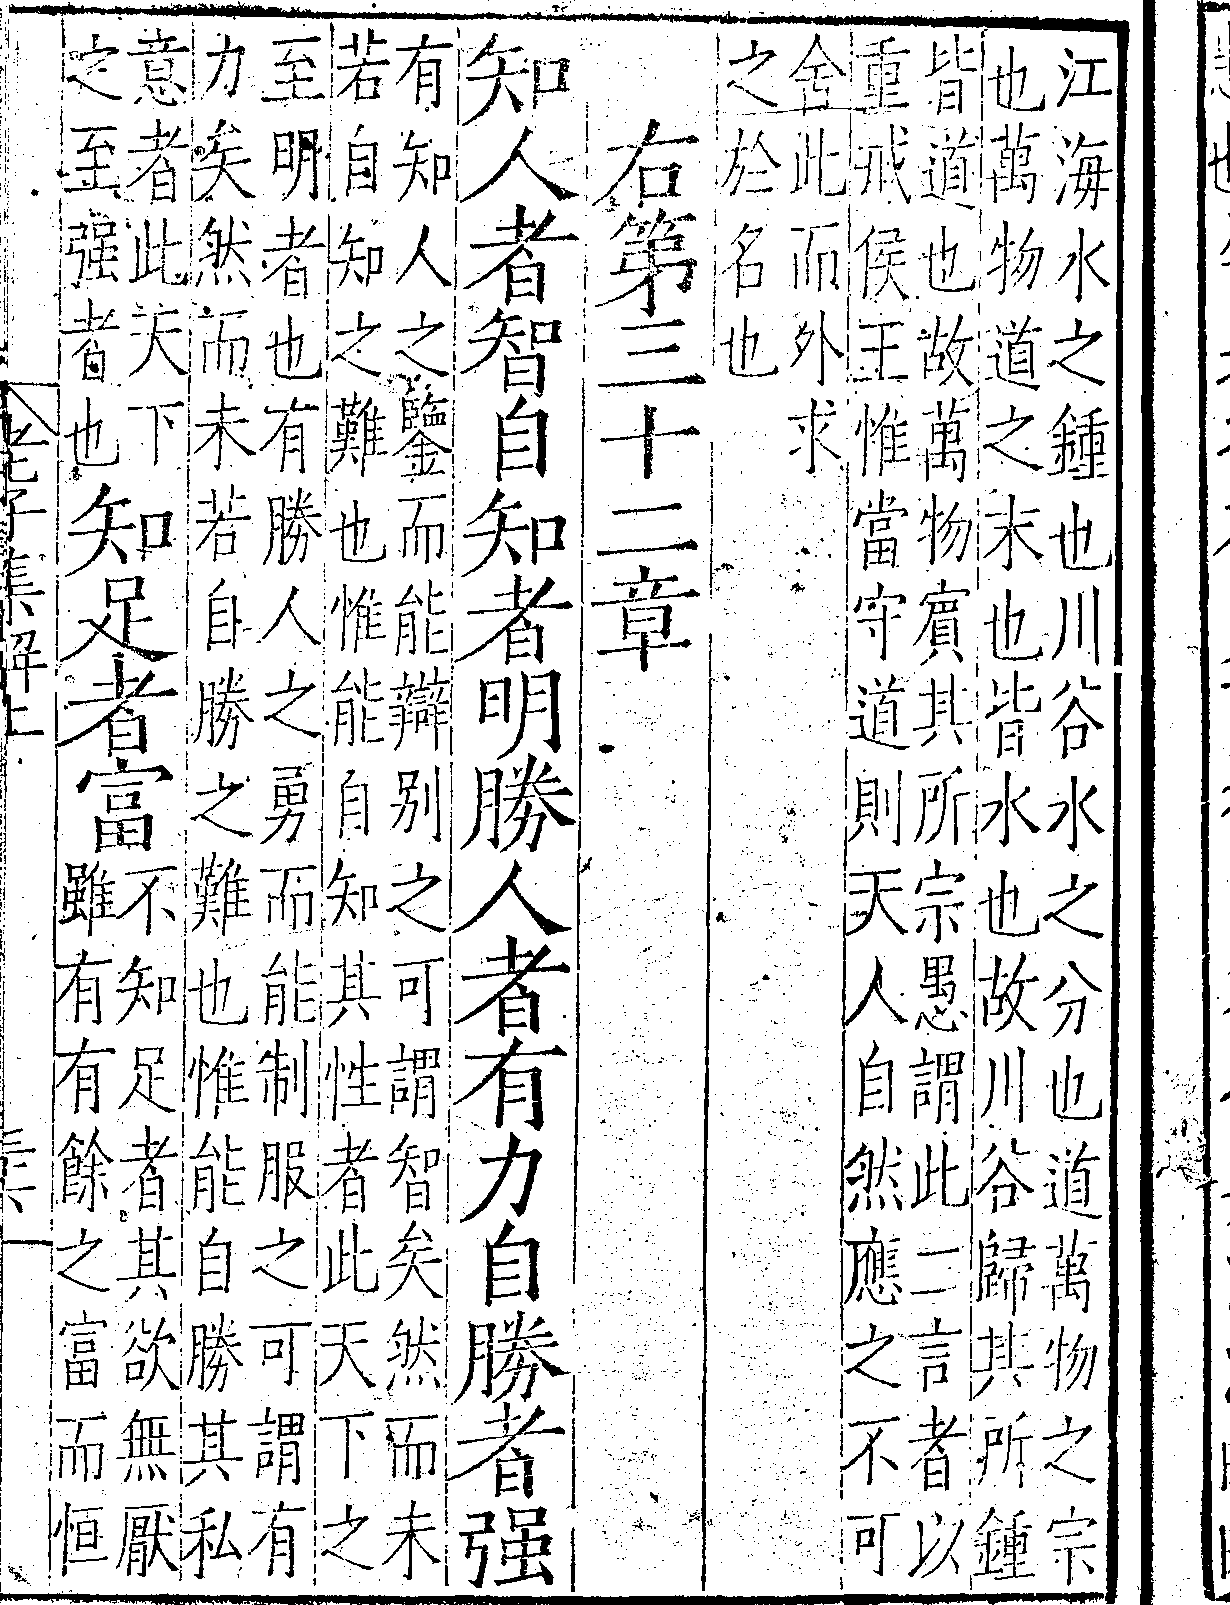 江海水之鍾也川谷水之分也道萬物之宗
也萬物道之末也皆水也故川谷歸其所鍾
皆道也故萬物賓其所宗愚謂此二言者以
重戒侯王惟當守道則天人自然應之不可
舍此而外求
之於名也
右第三十二章
知人者智自知者明勝人者有力自勝者强
有知人之鑒而能辯别之可謂智矣然而未
若自知之難也惟能自知其性者此天下之
至明者也有勝人之勇而能制服之可謂有
力矣然而未若自勝之難也惟能自勝其私
意者此天下
之至强者也
知足者富
不知足者其欲無厭
雖有有餘之富而恒
老子集解上